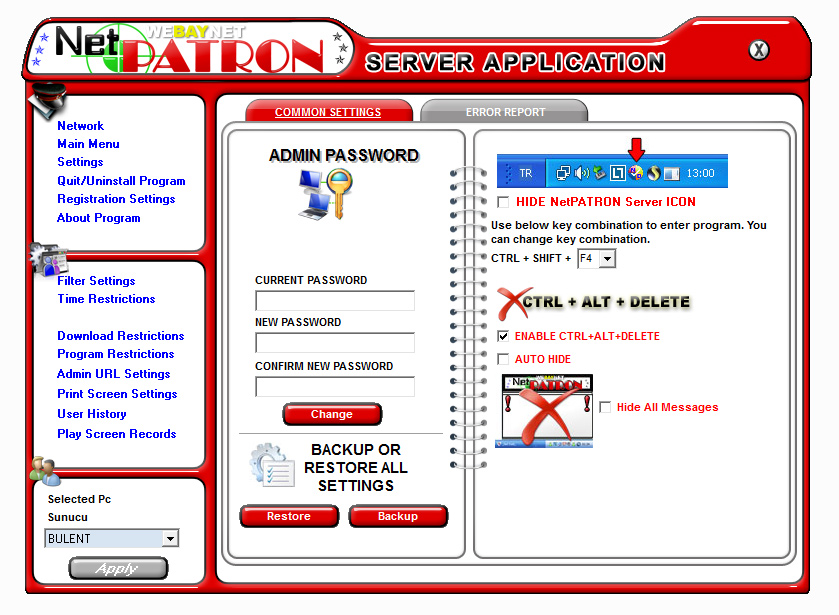 WEBAYNET
Net PATRON
SERVER APPLICATION
X
Network
Main Menu
Settings
Quit/Uninstall Program
Registration Settings
About Program
Filter Settings
Time Restrictions
Download Restrictions
Program Restrictions
Admin URL Settings
Print Screen Settings
User History
Play Screen Records
Selected Pc
Sunucu
BULENT
Apply
COMMON SETTINGS
ERROR REPORT
ADMIN PASSWORD
CURRENT PASSWORD
NEW PASSWORD
CONFIRM NEW PASSWORD
Change
BACKUP OR
RESTORE ALL
SETTINGS
Restore
Backup
TR
13:00
HIDE NetPATRON Server ICON
Use below key combination to enter program. You
can change key combination.
CTRL + SHIFT + F4
CTRL + ALT + DELETE
ENABLE CTRL+ALT+DELETE
AUTO HIDE
Net PATRON
Hide All Messages